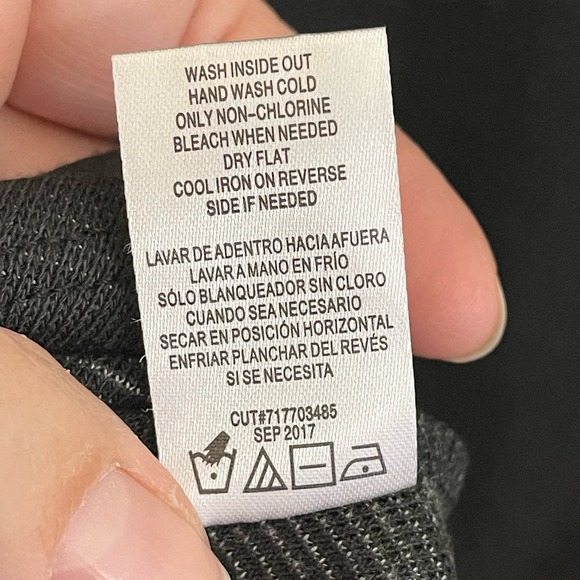 WASH INSIDE OUT
HAND WASH COLD
ONLY NON-CHLORINE
BLEACH WHEN NEEDED
DRY FLAT
COOL IRON ON REVERSE
SIDE IF NEEDED
LAVAR DE ADENTRO HACIA AFUERA
LAVAR A MANO EN FRÍO
SÓLO BLANQUEADOR SIN CLORO
CUANDO SEA NECESARIO
SECAR EN POSICIÓN HORIZONTAL
ENFRIAR PLANCHAR DEL REVÉS
SI SE NECESITA
CUT#717703485
SEP 2017